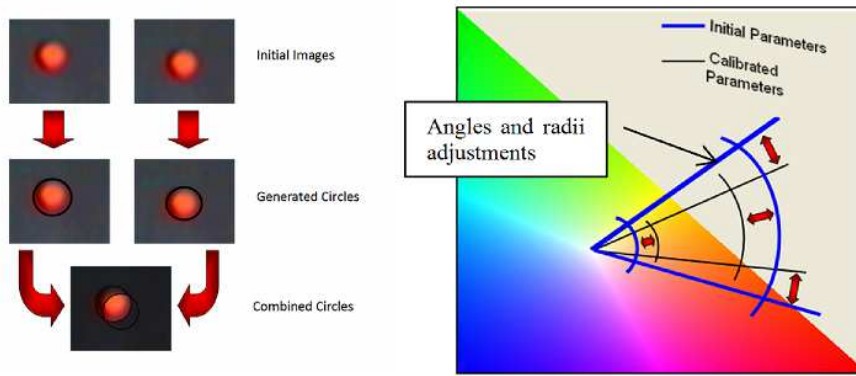 Initial Images
Generated Circles
Combined Circles
Initial Parameters
Calibrated
Parameters
Angles and radii
adjustments